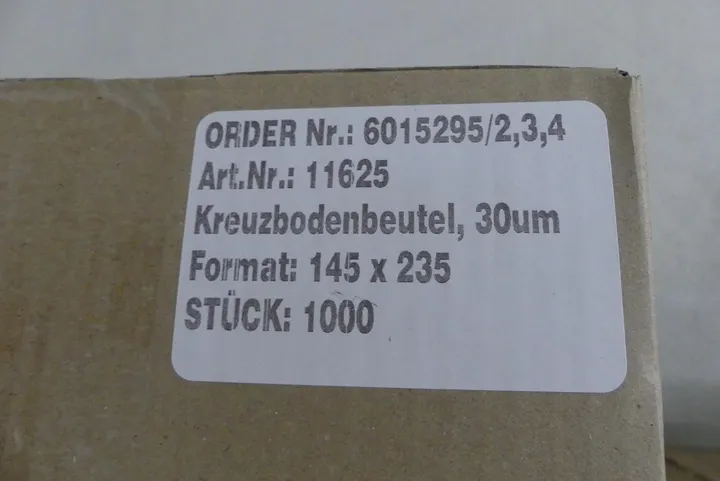 ORDER Nr.: 6015295/2,3,4
Art.Nr.: 11625
Kreuzbodenbeutel, 30um
Format: 145 x 235
STÜCK: 1000